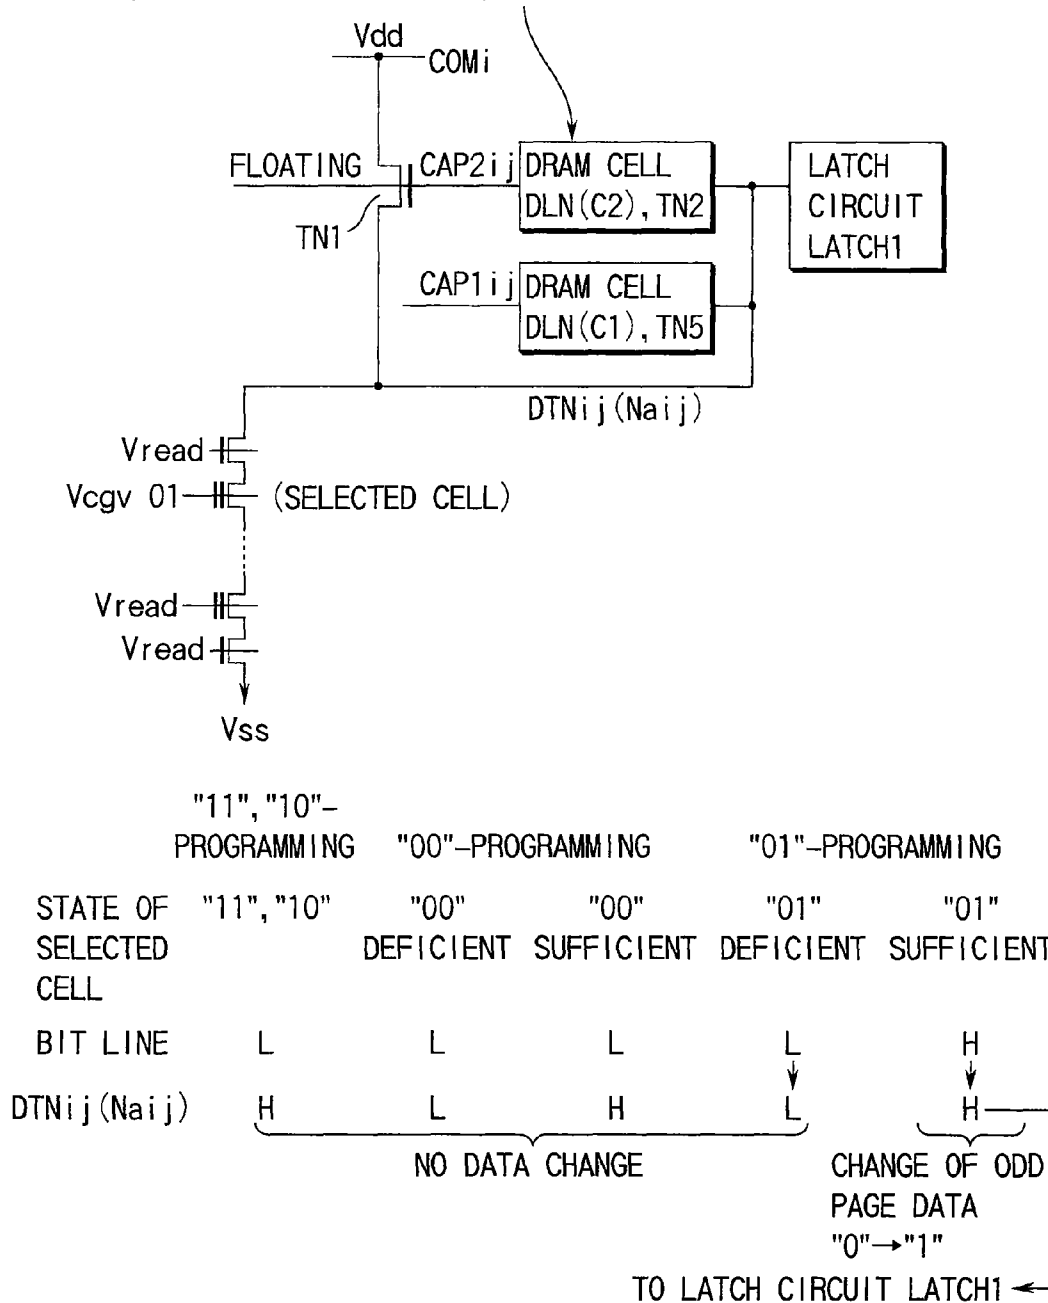 Vdd
COMi
FLOATING
CAP2ij
DRAM CELL
DLN(C2), TN2
LATCH
CIRCUIT
LATCH1
TN1
CAP1ij
DRAM CELL
DLN(C1), TN5
DTNij(Naij)
Vread
Vcgv 01
(SELECTED CELL)
Vread
Vread
Vss
"11","10"-
PROGRAMMING
"00"-PROGRAMMING
"01"-PROGRAMMING
STATE OF
SELECTED
CELL
"11","10"
"00"
DEFICIENT
"00"
SUFFICIENT
"01"
DEFICIENT
"01"
SUFFICIENT
BIT LINE L L L L H
DTNij(Naij) H L H L H
NO DATA CHANGE
CHANGE OF ODD
PAGE DATA
"0"→"1"
TO LATCH CIRCUIT LATCH1